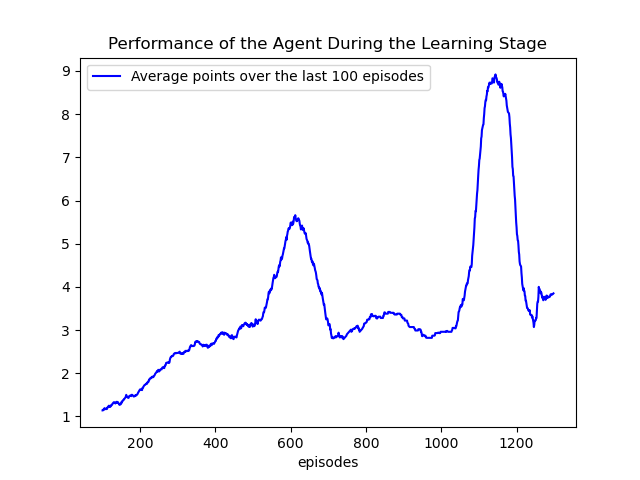 Performance of the Agent During the Learning Stage
Average points over the last 100 episodes
9
8
7
6
5
4
3
2
1
200 400 600 800 1000 1200
episodes